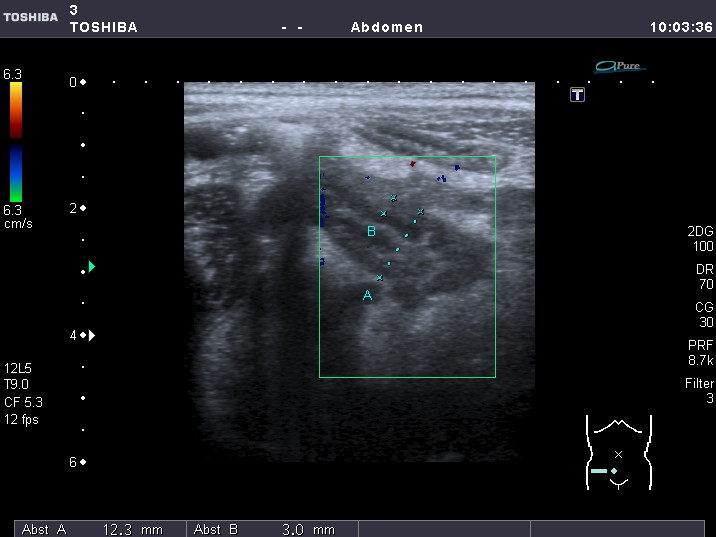 TOSHIBA
3
TOSHIBA - - Abdomen 10:03:36
aPure
T
6.3
6.3
cm/s
0
2
4
6
B
A
12L5
T9.0
CF 5.3
12 fps
2DG
100
DR
70
CG
30
PRF
8.7k
Filter
3
Abst A 12.3 mm Abst B 3.0 mm